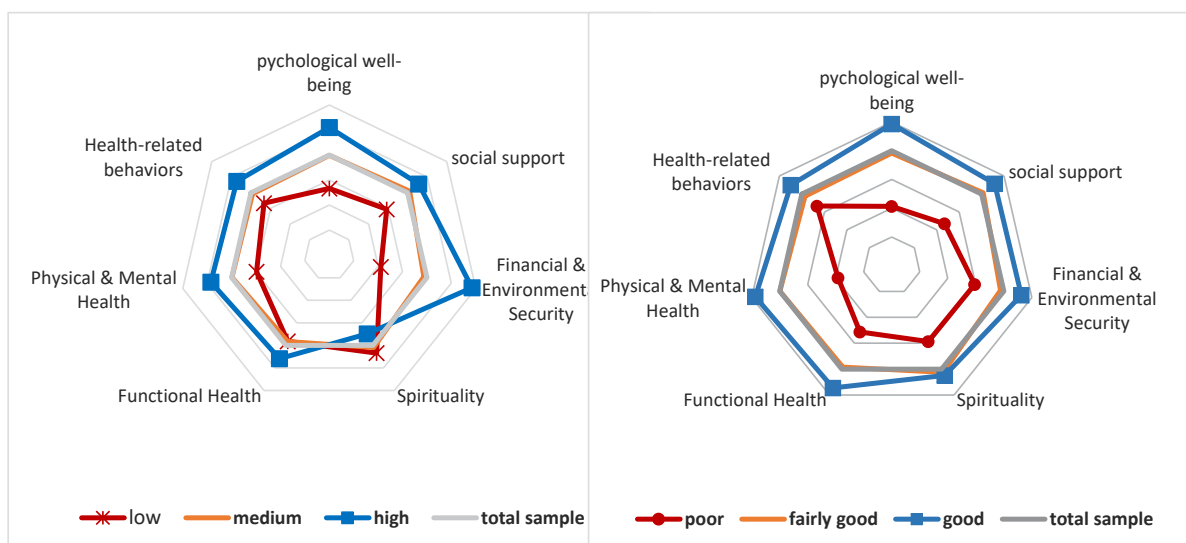 pychological well-
being
social support
Financial &
Environmenta
Security
Spirituality
Functional Health
Physical & Mental
Health
Health-related
behaviors
low medium high total sample
pychological well-
being
social support
Financial &
Environmental
Security
Spirituality
Functional Health
Physical & Mental
Health
Health-related
behaviors
poor fairly good good total sample